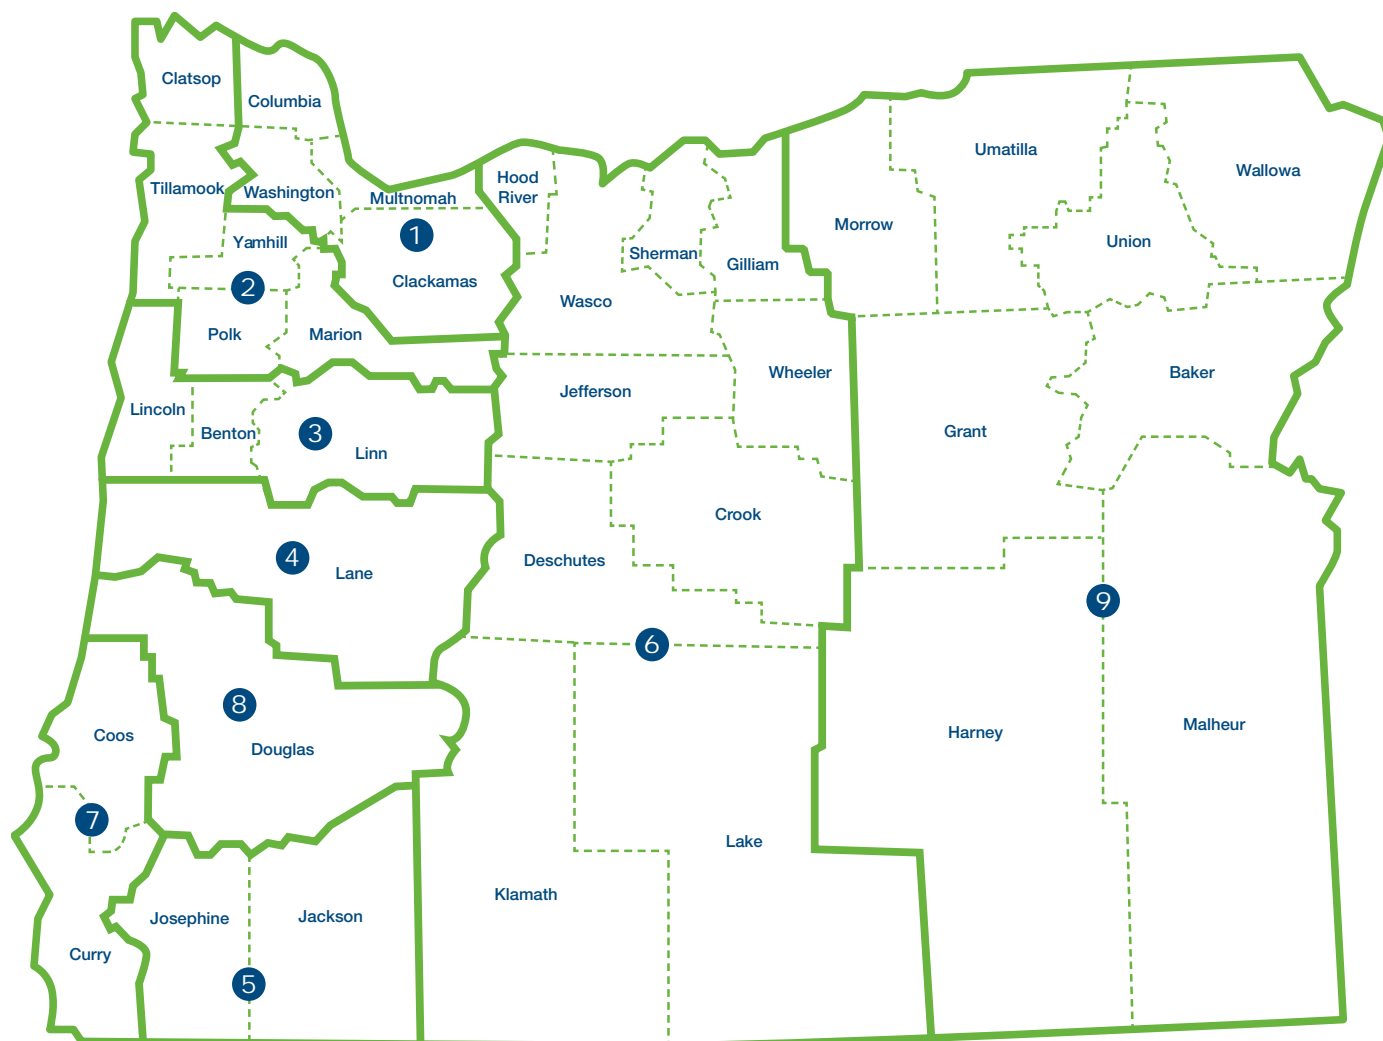 Clatsop
Columbia
Tillamook
Washington
Multnomah
Hood
River
Umatilla
Wallowa
Morrow
Union
1
Yamhill
Sherman
Gilliam
Clackamas
2
Wasco
Polk
Marion
Wheeler
Baker
Jefferson
Lincoln
Benton
3
Linn
Grant
Crook
4
Lane
Deschutes
9
6
8
Coos
Douglas
Harney
Malheur
7
Lake
Klamath
Josephine
Jackson
Curry
5